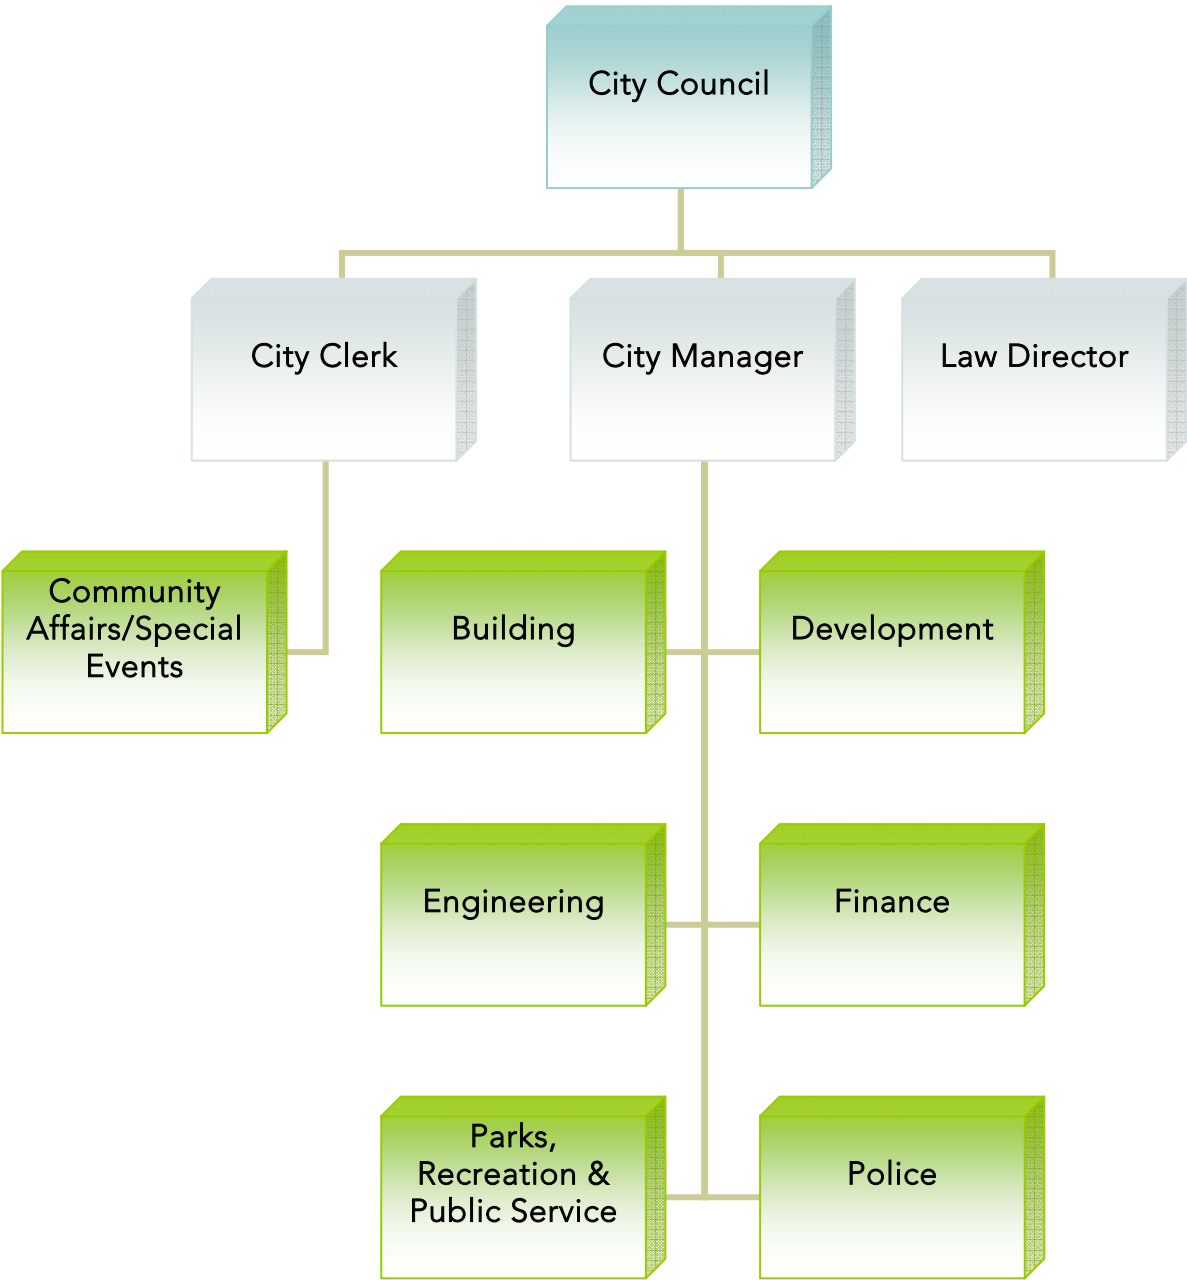 City Council
City Clerk
City Manager
Law Director
Community
Affairs/Special
Events
Building
Development
Engineering
Finance
Parks,
Recreation &
Public Service
Police